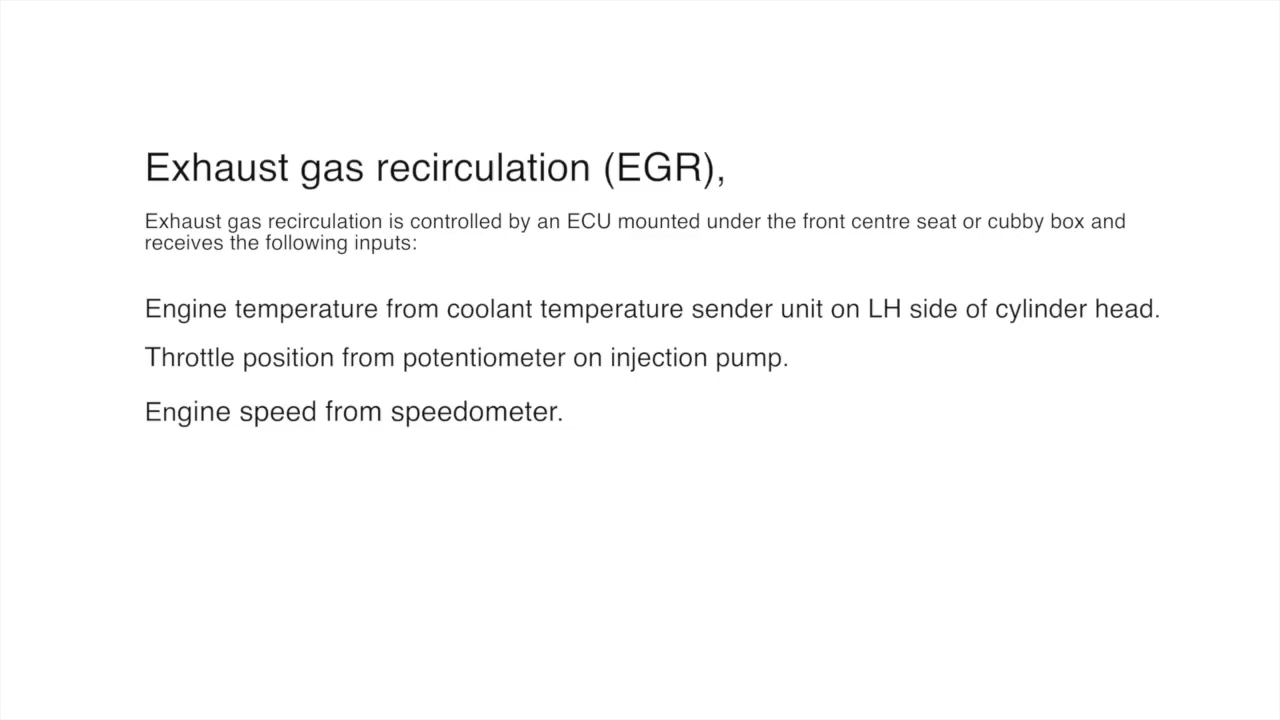 Exhaust gas recirculation (EGR),
Exhaust gas recirculation is controlled by an ECU mounted under the front centre seat or cubby box and
receives the following inputs:
Engine temperature from coolant temperature sender unit on LH side of cylinder head.
Throttle position from potentiometer on injection pump.
Engine speed from speedometer.